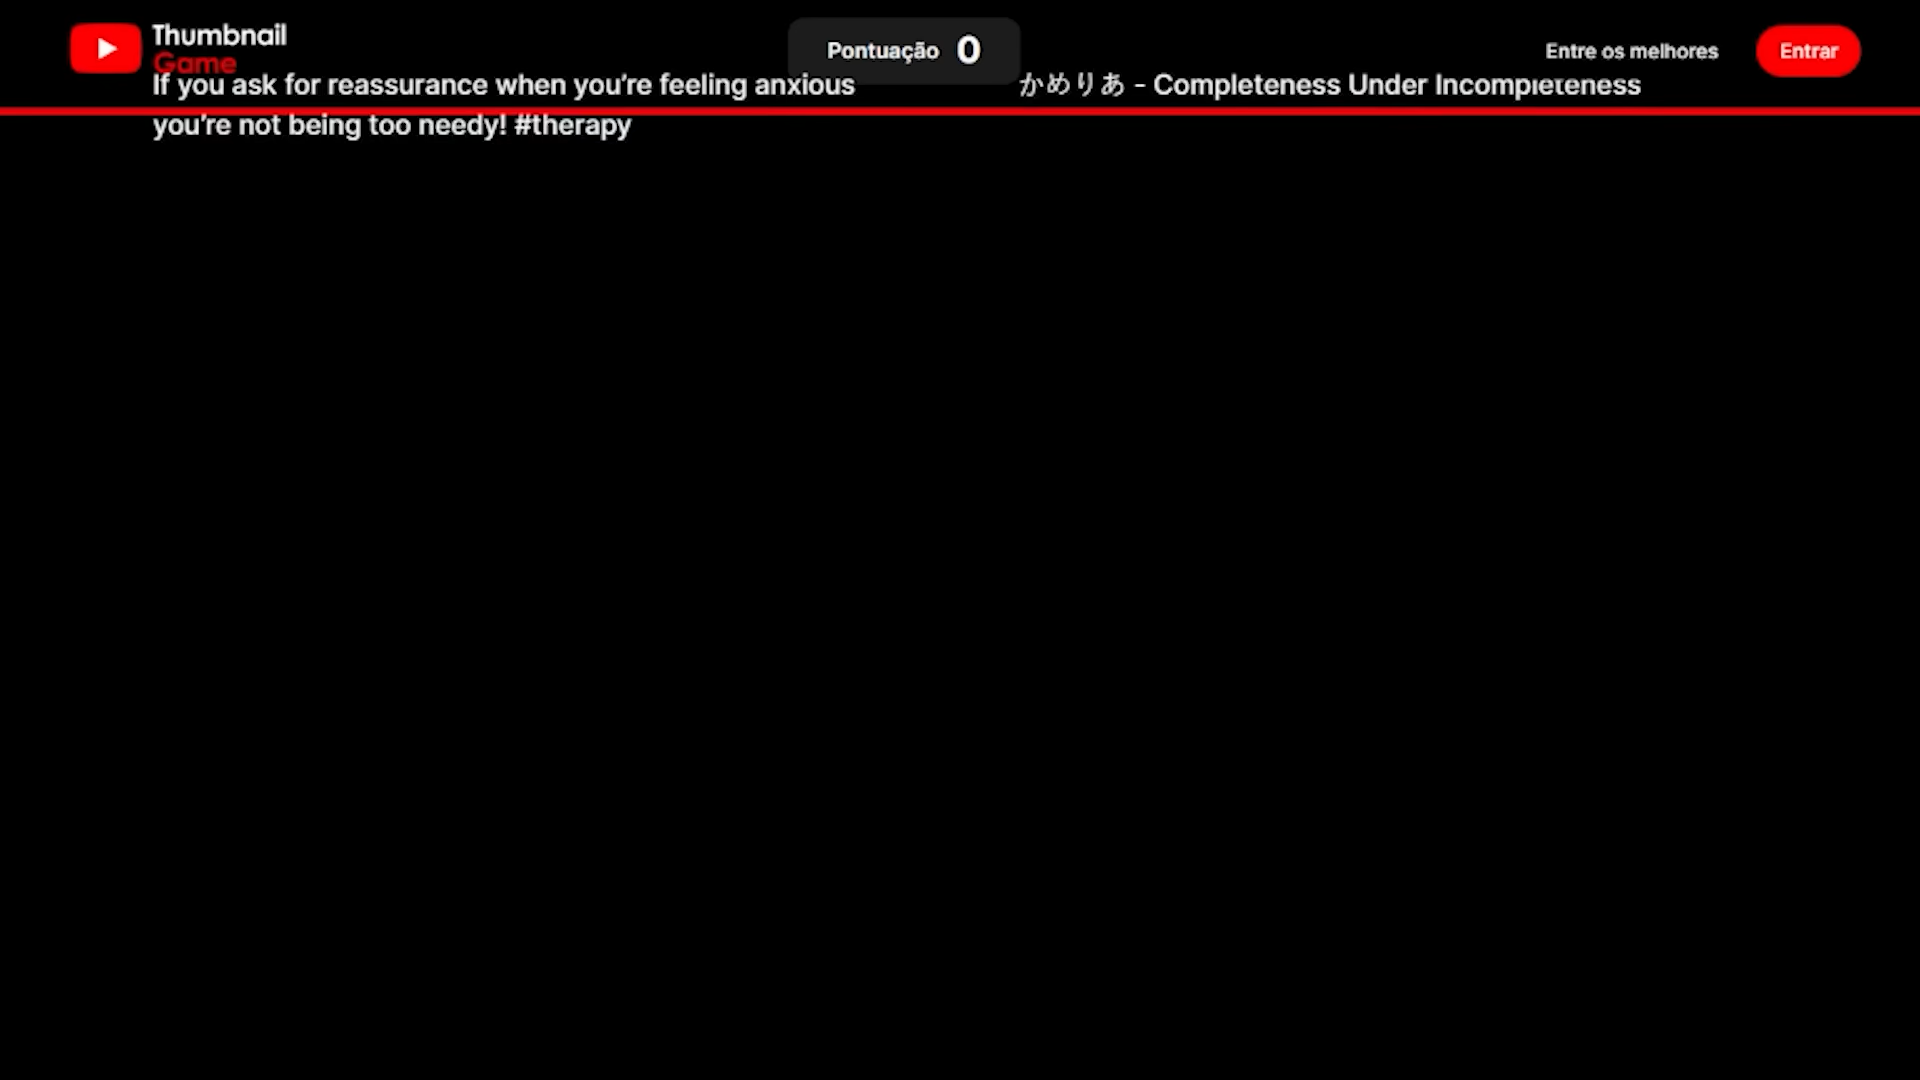 Thumbnail
Game
Pontuação 0
Entre os melhores
Entrar
If you ask for reassurance when you’re feeling anxious
you’re not being too needy! #therapy
かめりあ - Completeness Under Incompleteness